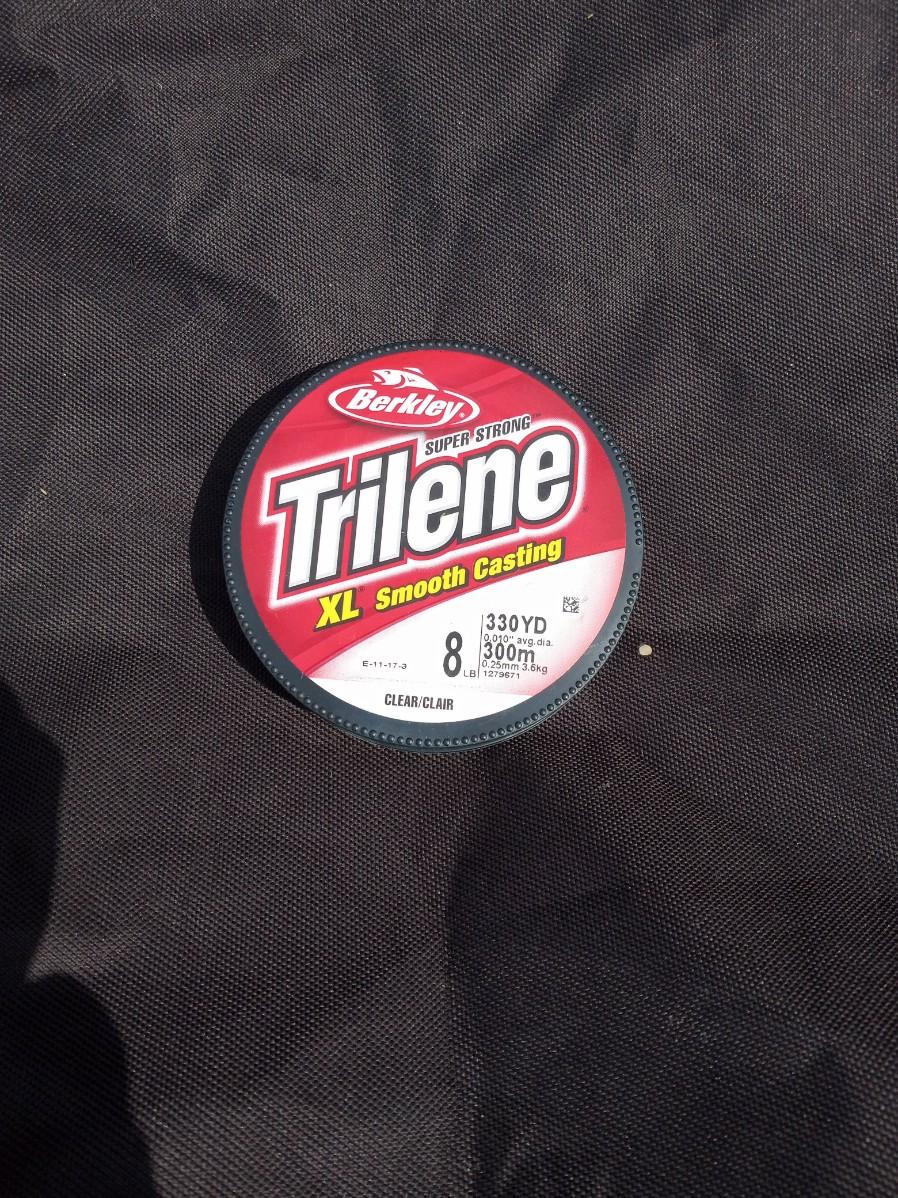 Berkley®
SUPER STRONG™
Trilene®
XL® Smooth Casting
E-11-17-3
8 LB
330YD
0.010" avg.dia.
300m
0.25mm 3.6kg
1279671
CLEAR/CLAIR